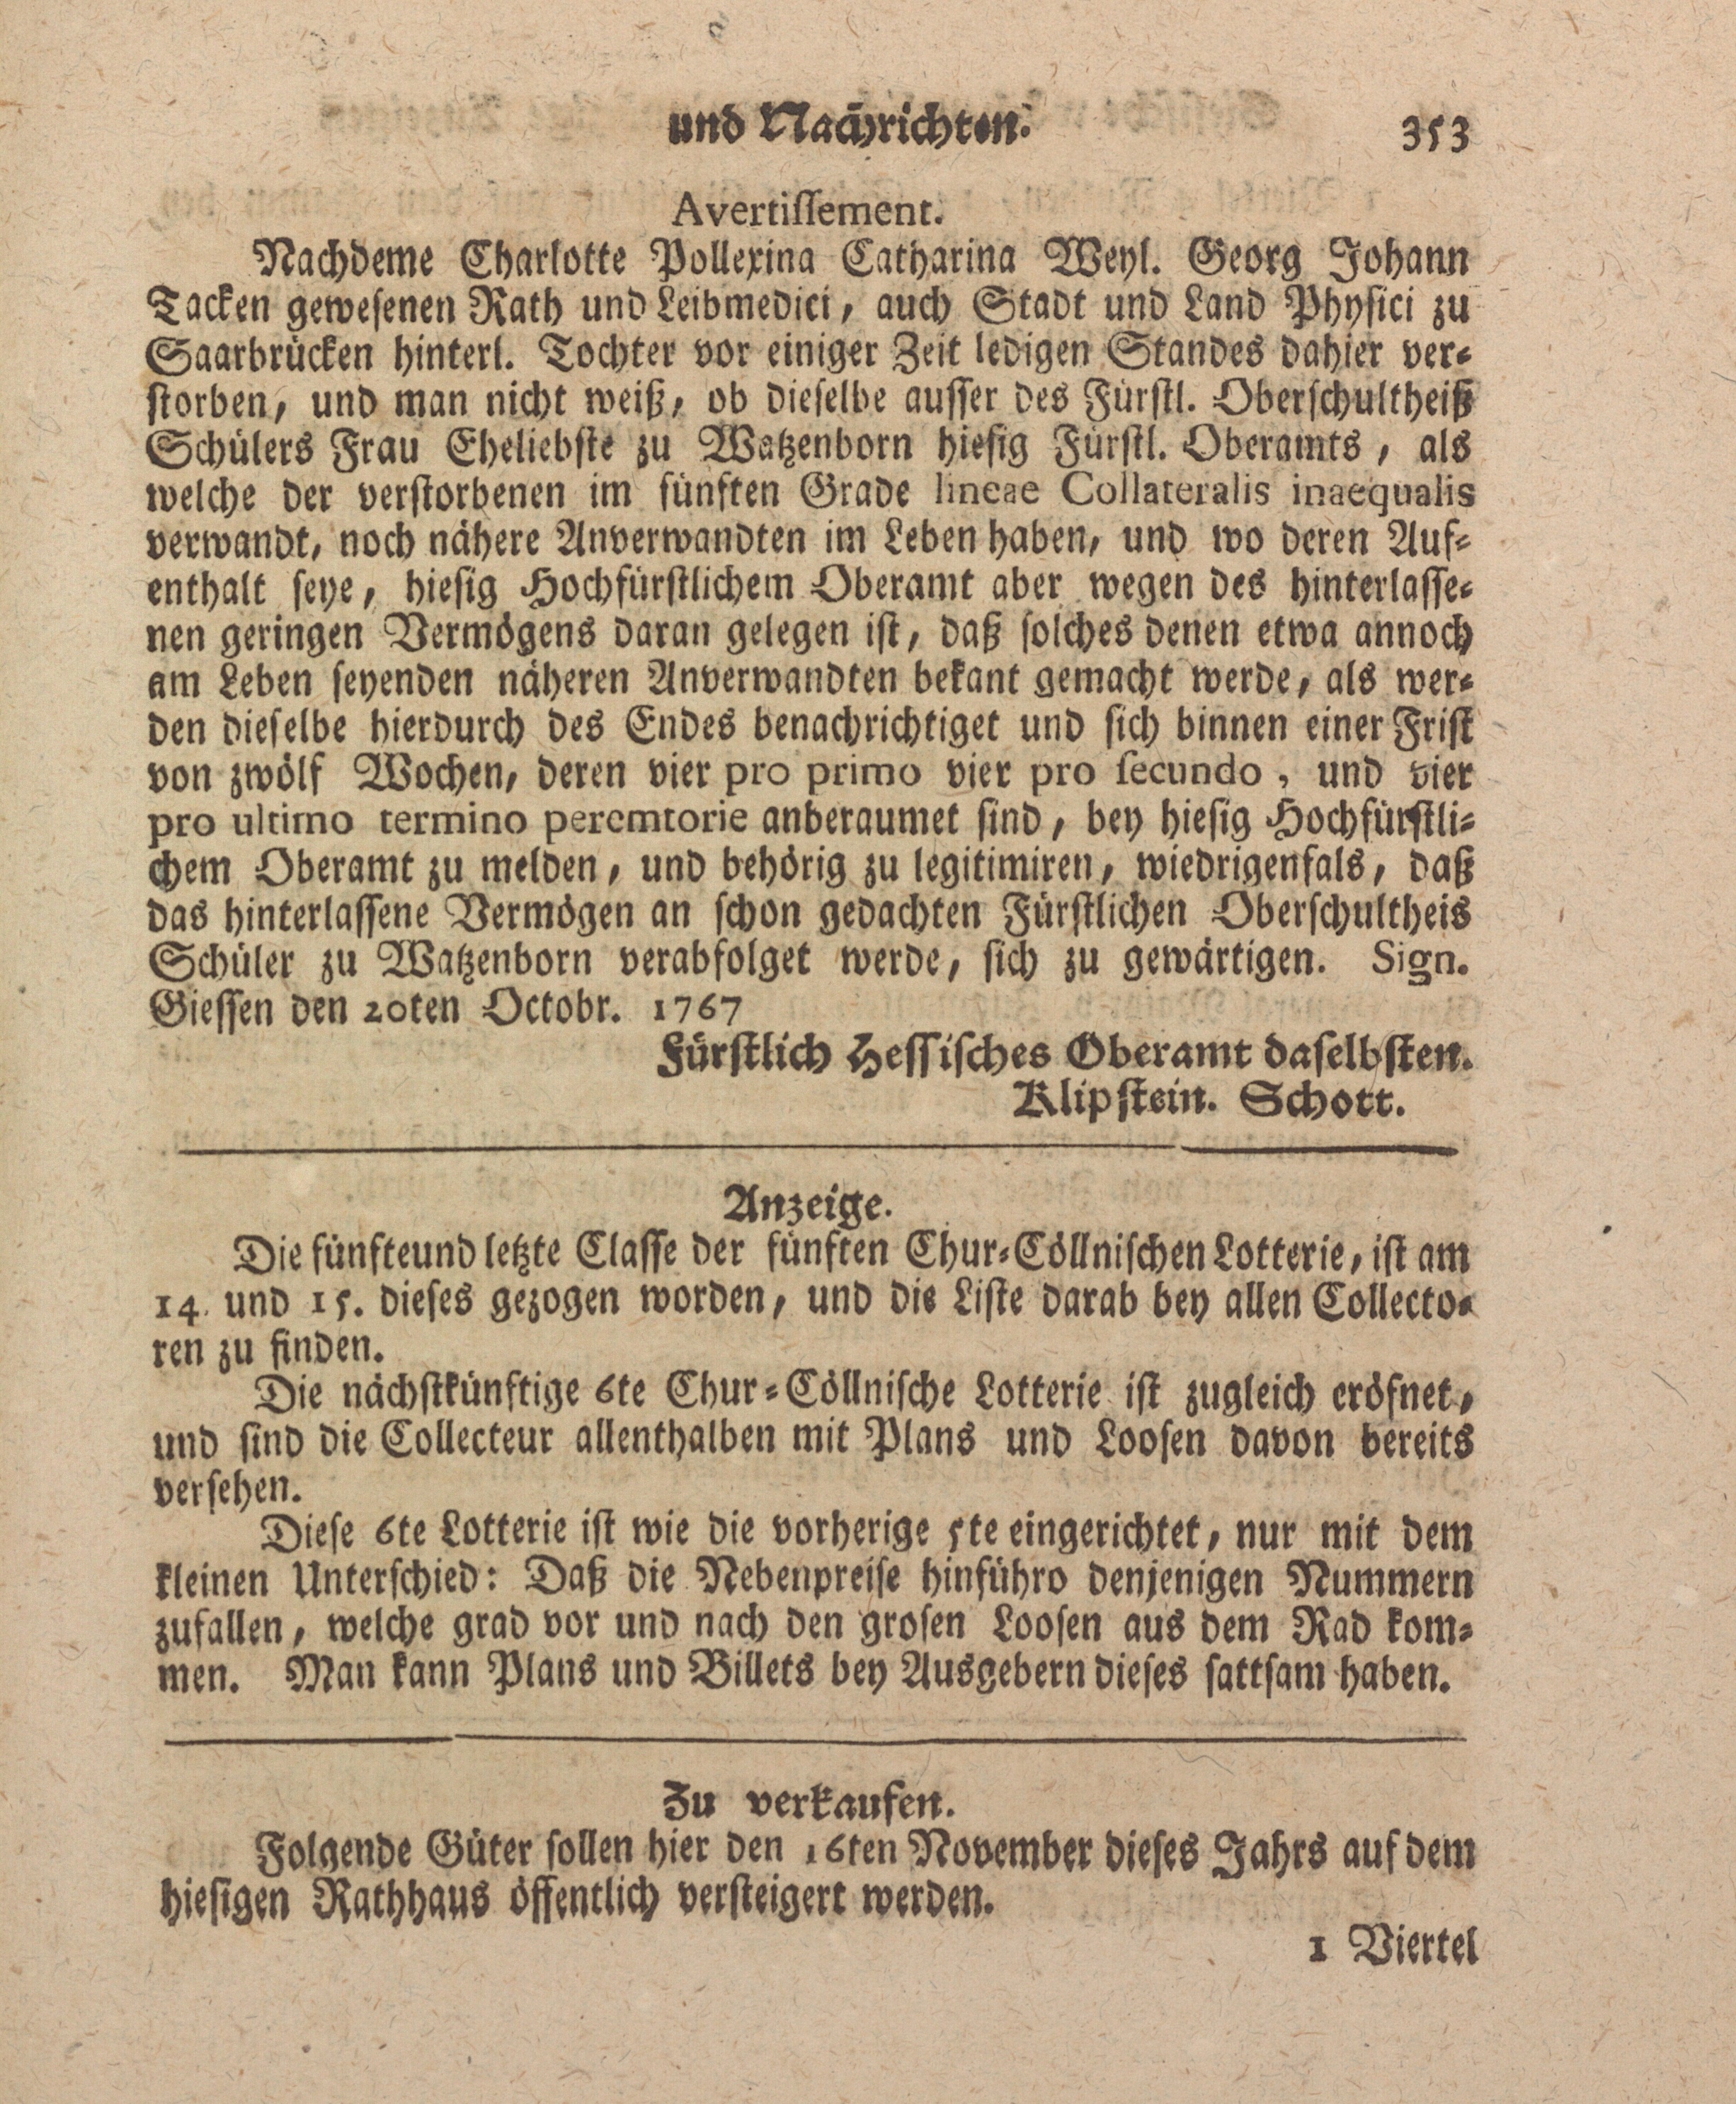 und Nachrichten. 353
Avertiſſement.
Nachdeme Charlotte Pollexina Catharina Weyl. Georg Johann
Tacken geweſenen Rath und Leibmedici, auch Stadt und Land Phyſici zu
Saarbrücken hinterl. Tochter vor einiger Zeit ledigen Standes dahier ver⸗
ſtorben, und man nicht weiß, ob dieſelbe auſſer des Fürſtl. Oberſchultheiß
Schülers Frau Eheliebſte zu Watzenborn hieſig Fürſtl. Oberamts, als
welche der verſtorbenen im fünften Grade lineae Collateralis inaequalis
verwandt, noch nähere Anverwandten im Leben haben, und wo deren Auf⸗
enthalt ſeye, hieſig Hochfürſtlichem Oberamt aber wegen des hinterlaſſe⸗
nen geringen Vermögens daran gelegen iſt, daß ſolches denen etwa annoch
am Leben ſeyenden näheren Anverwandten bekant gemacht werde, als wer⸗
den dieſelbe hierdurch des Endes benachrichtiget und ſich binnen einer Friſt
von zwölf Wochen, deren vier pro primo vier pro ſecundo, und vier
pro ultimo termino peremtorie anberaumet ſind, bey hieſig Hochfürſtli⸗
chem Oberamt zu melden, und behörig zu legitimiren, wiedrigenfals, daß
das hinterlaſſene Vermögen an ſchon gedachten Fürſtlichen Oberſchultheis
Schüler zu Watzenborn verabfolget werde, ſich zu gewärtigen. Sign.
Gieſſen den 20ten Octobr. 1767
Fürſtlich Heſſiſches Oberamt daſelbſten.
Klipſtein. Schott.
Anzeige.
Die fünfteund letzte Claſſe der fünften Chur⸗Cöllniſchen Lotterie, iſt am
14. und 15. dieſes gezogen worden, und die Liſte darab bey allen Collecto⸗
ren zu finden.
Die nächſtkünftige 6te Chur⸗Cöllniſche Lotterie iſt zugleich eröfnet,
und ſind die Collecteur allenthalben mit Plans und Looſen davon bereits
verſehen.
Dieſe 6te Lotterie iſt wie die vorherige 5te eingerichtet, nur mit dem
kleinen Unterſchied: Daß die Nebenpreiſe hinführo denjenigen Nummern
zufallen, welche grad vor und nach den groſen Looſen aus dem Rad kom⸗
men. Man kann Plans und Billets bey Ausgebern dieſes ſattſam haben.
Zu verkaufen.
Folgende Güter ſollen hier den 16ten November dieſes Jahrs auf dem
hieſigen Rathhaus öffentlich verſteigert werden.
1 Viertel